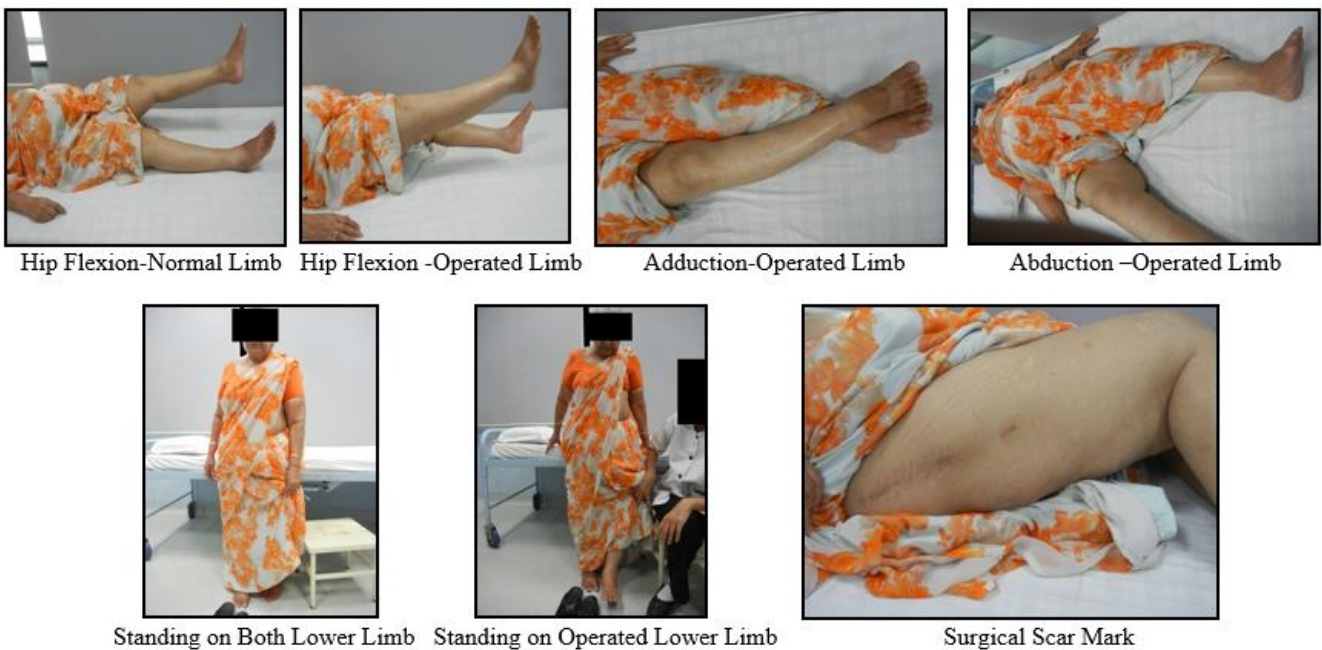 Hip Flexion-Normal Limb
Hip Flexion -Operated Limb
Adduction-Operated Limb
Abduction –Operated Limb
Standing on Both Lower Limb
Standing on Operated Lower Limb
Surgical Scar Mark